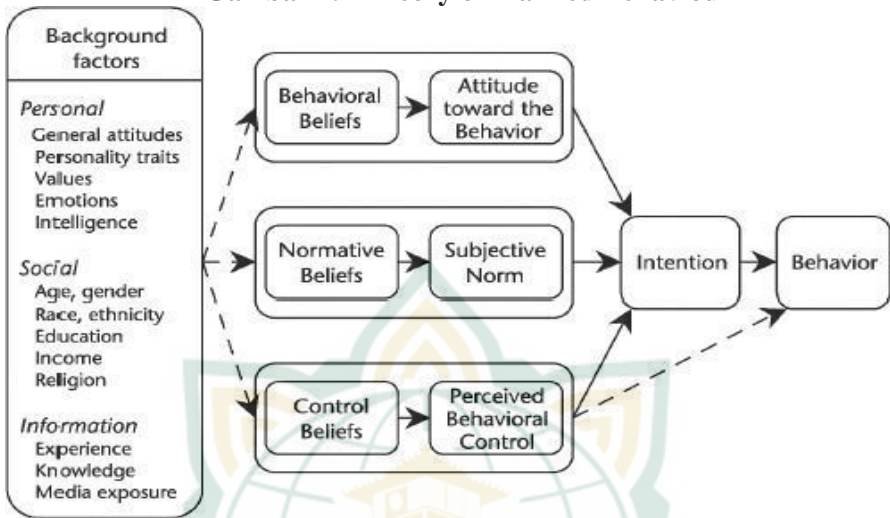 Background
factors
Personal
General attitudes
Personality traits
Values
Emotions
Intelligence
Social
Age, gender
Race, ethnicity
Education
Income
Religion
Information
Experience
Knowledge
Media exposure
Behavioral
Beliefs
Attitude
toward the
Behavior
Normative
Beliefs
Subjective
Norm
Control
Beliefs
Perceived
Behavioral
Control
Intention
Behavior